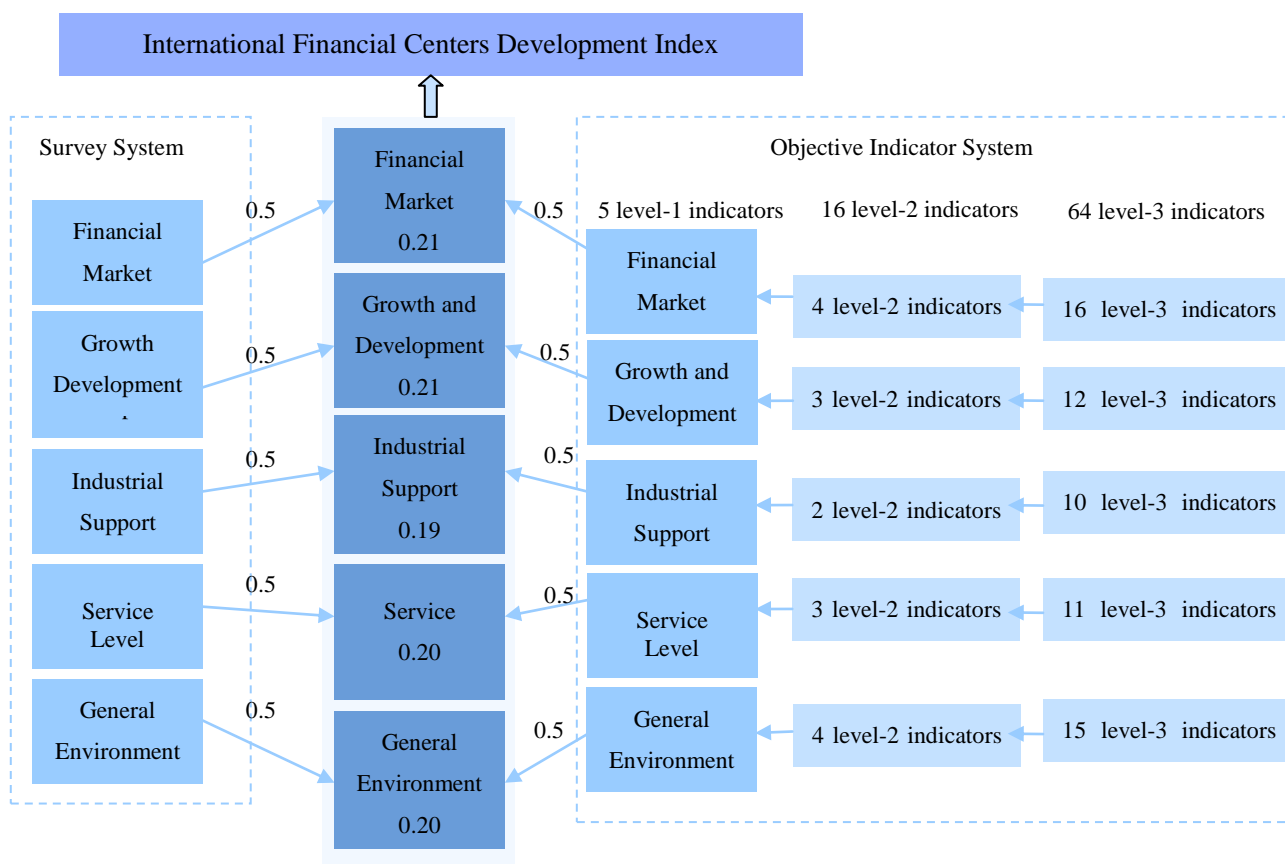 International Financial Centers Development Index
Survey System
Financial
Market
Growth
Development
Industrial
Support
Service
Level
General
Environment
0.5
0.5
0.5
0.5
0.5
Financial
Market
0.21
Growth and
Development
0.21
Industrial
Support
0.19
Service
0.20
General
Environment
0.20
0.5
0.5
0.5
0.5
0.5
Objective Indicator System
5 level-1 indicators
16 level-2 indicators
64 level-3 indicators
Financial
Market
4 level-2 indicators
16 level-3 indicators
Growth and
Development
3 level-2 indicators
12 level-3 indicators
Industrial
Support
2 level-2 indicators
10 level-3 indicators
Service
Level
3 level-2 indicators
11 level-3 indicators
General
Environment
4 level-2 indicators
15 level-3 indicators